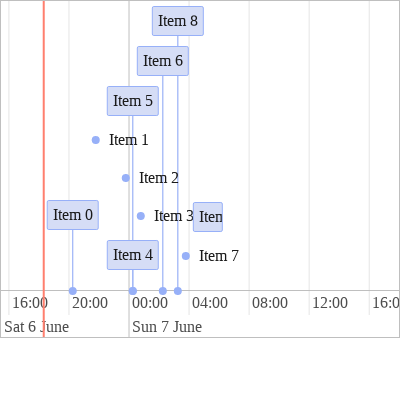 Item 8
Item 6
Item 5
Item 1
Item 2
Item 0
Item 3
Item 4
Item 7
16:00 20:00 00:00 04:00 08:00 12:00
Sat 6 June Sun 7 June